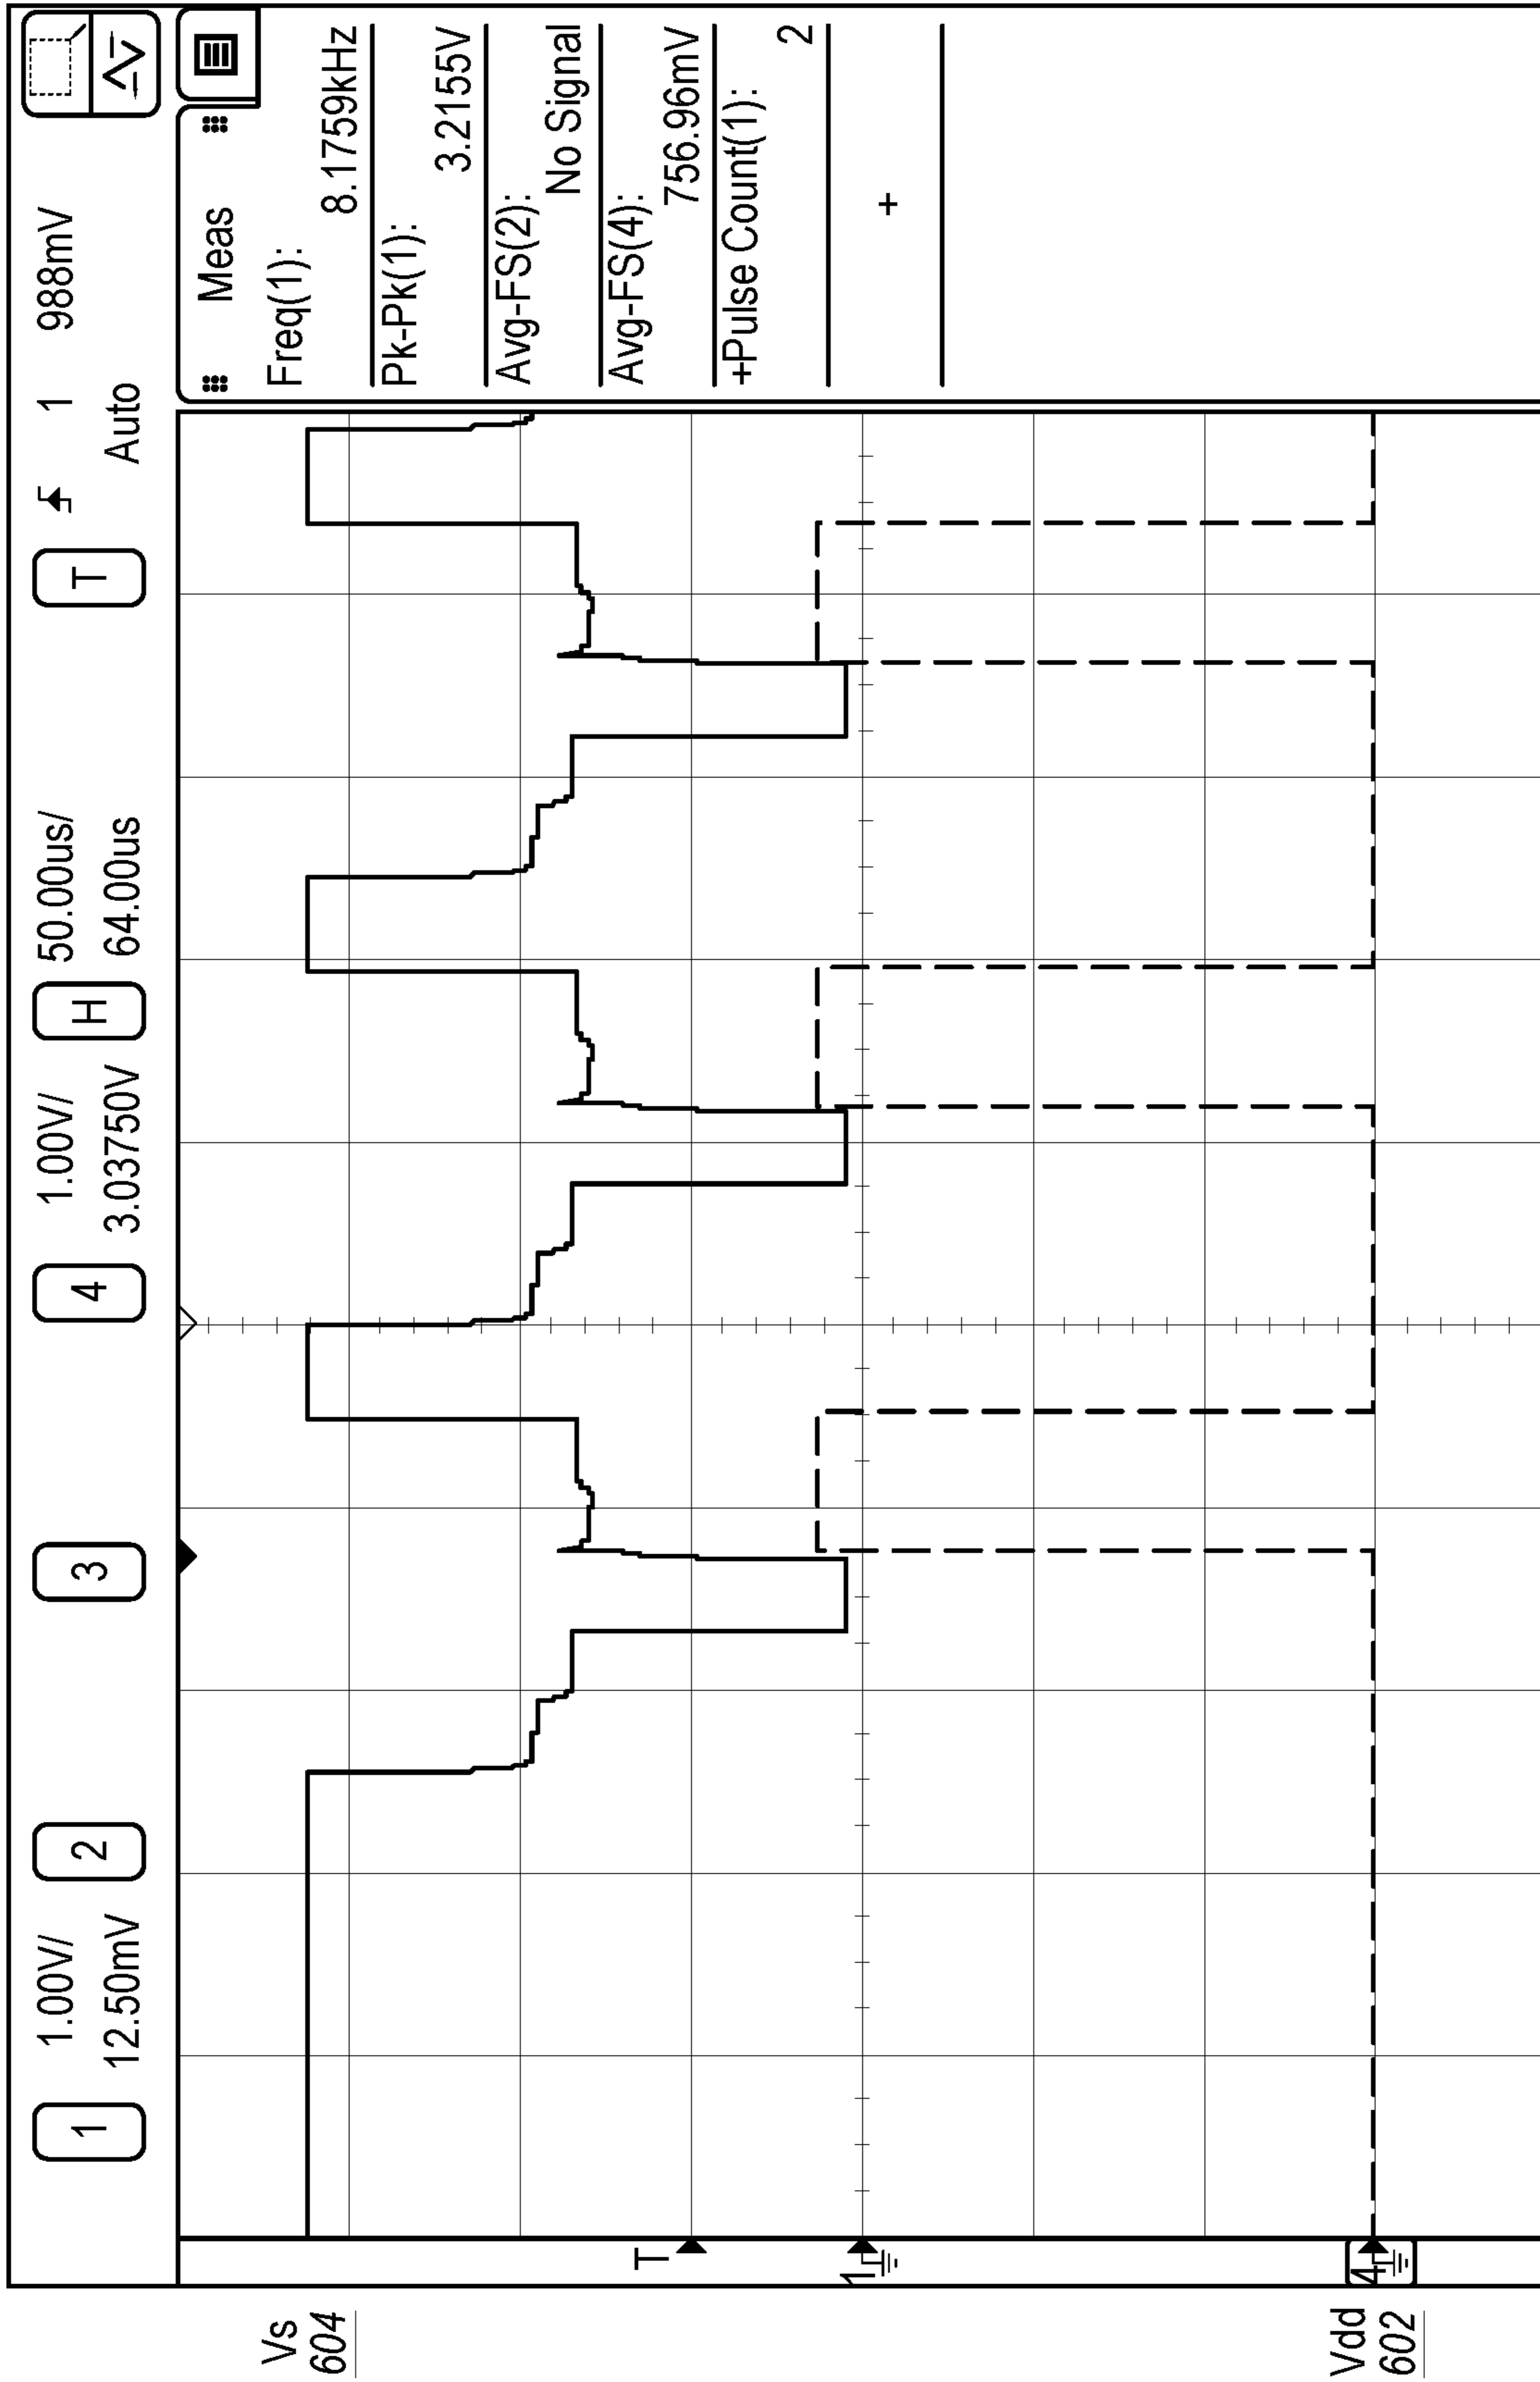 1 1.00V/ 2 3 4 1.00V/ H 50.00us/ T 1 988mV
12.50mV 3.03750V 64.00us Auto
Meas
Freq(1):
8.1759kHz
Pk-Pk(1):
3.2155V
Avg-FS(2):
No Signal
Avg-FS(4):
756.96mV
+Pulse Count(1):
2
+
Vs
604
T
1
4
Vdd
602